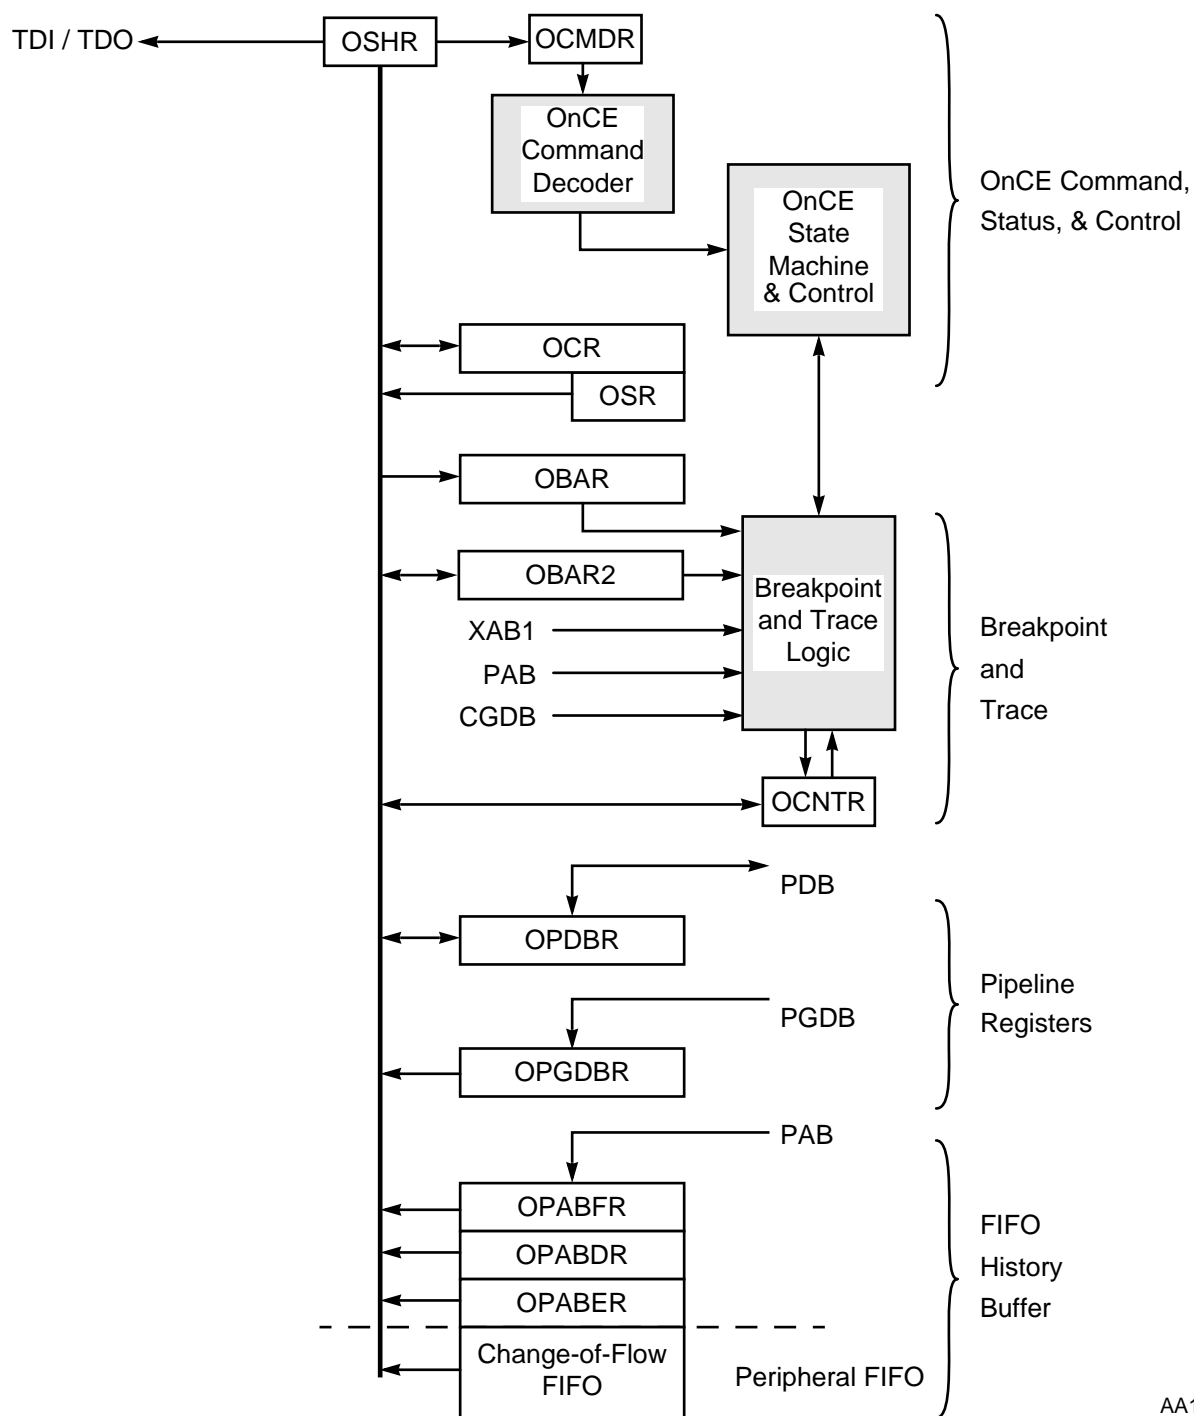 TDI / TDO
OSHR
OCMDR
OnCE
Command
Decoder
OnCE
State
Machine
& Control
OnCE Command,
Status, & Control
OCR
OSR
OBAR
OBAR2
XAB1
PAB
CGDB
Breakpoint
and Trace
Logic
Breakpoint
and
Trace
OCNTR
PDB
OPDBR
PGDB
OPGDBR
Pipeline
Registers
PAB
OPABFR
OPABDR
OPABER
Change-of-Flow
FIFO
Peripheral FIFO
FIFO
History
Buffer
AA1